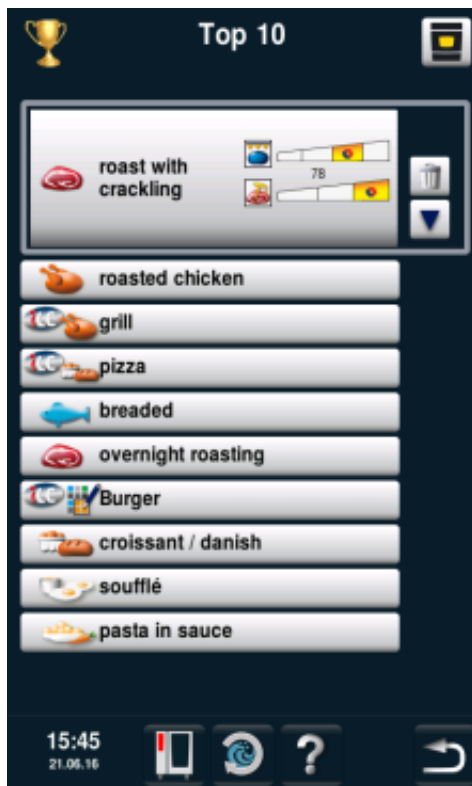 Top 10
roast with
crackling
78
roasted chicken
grill
pizza
breaded
overnight roasting
Burger
croissant / danish
soufflé
pasta in sauce
15:45
21.06.16
?